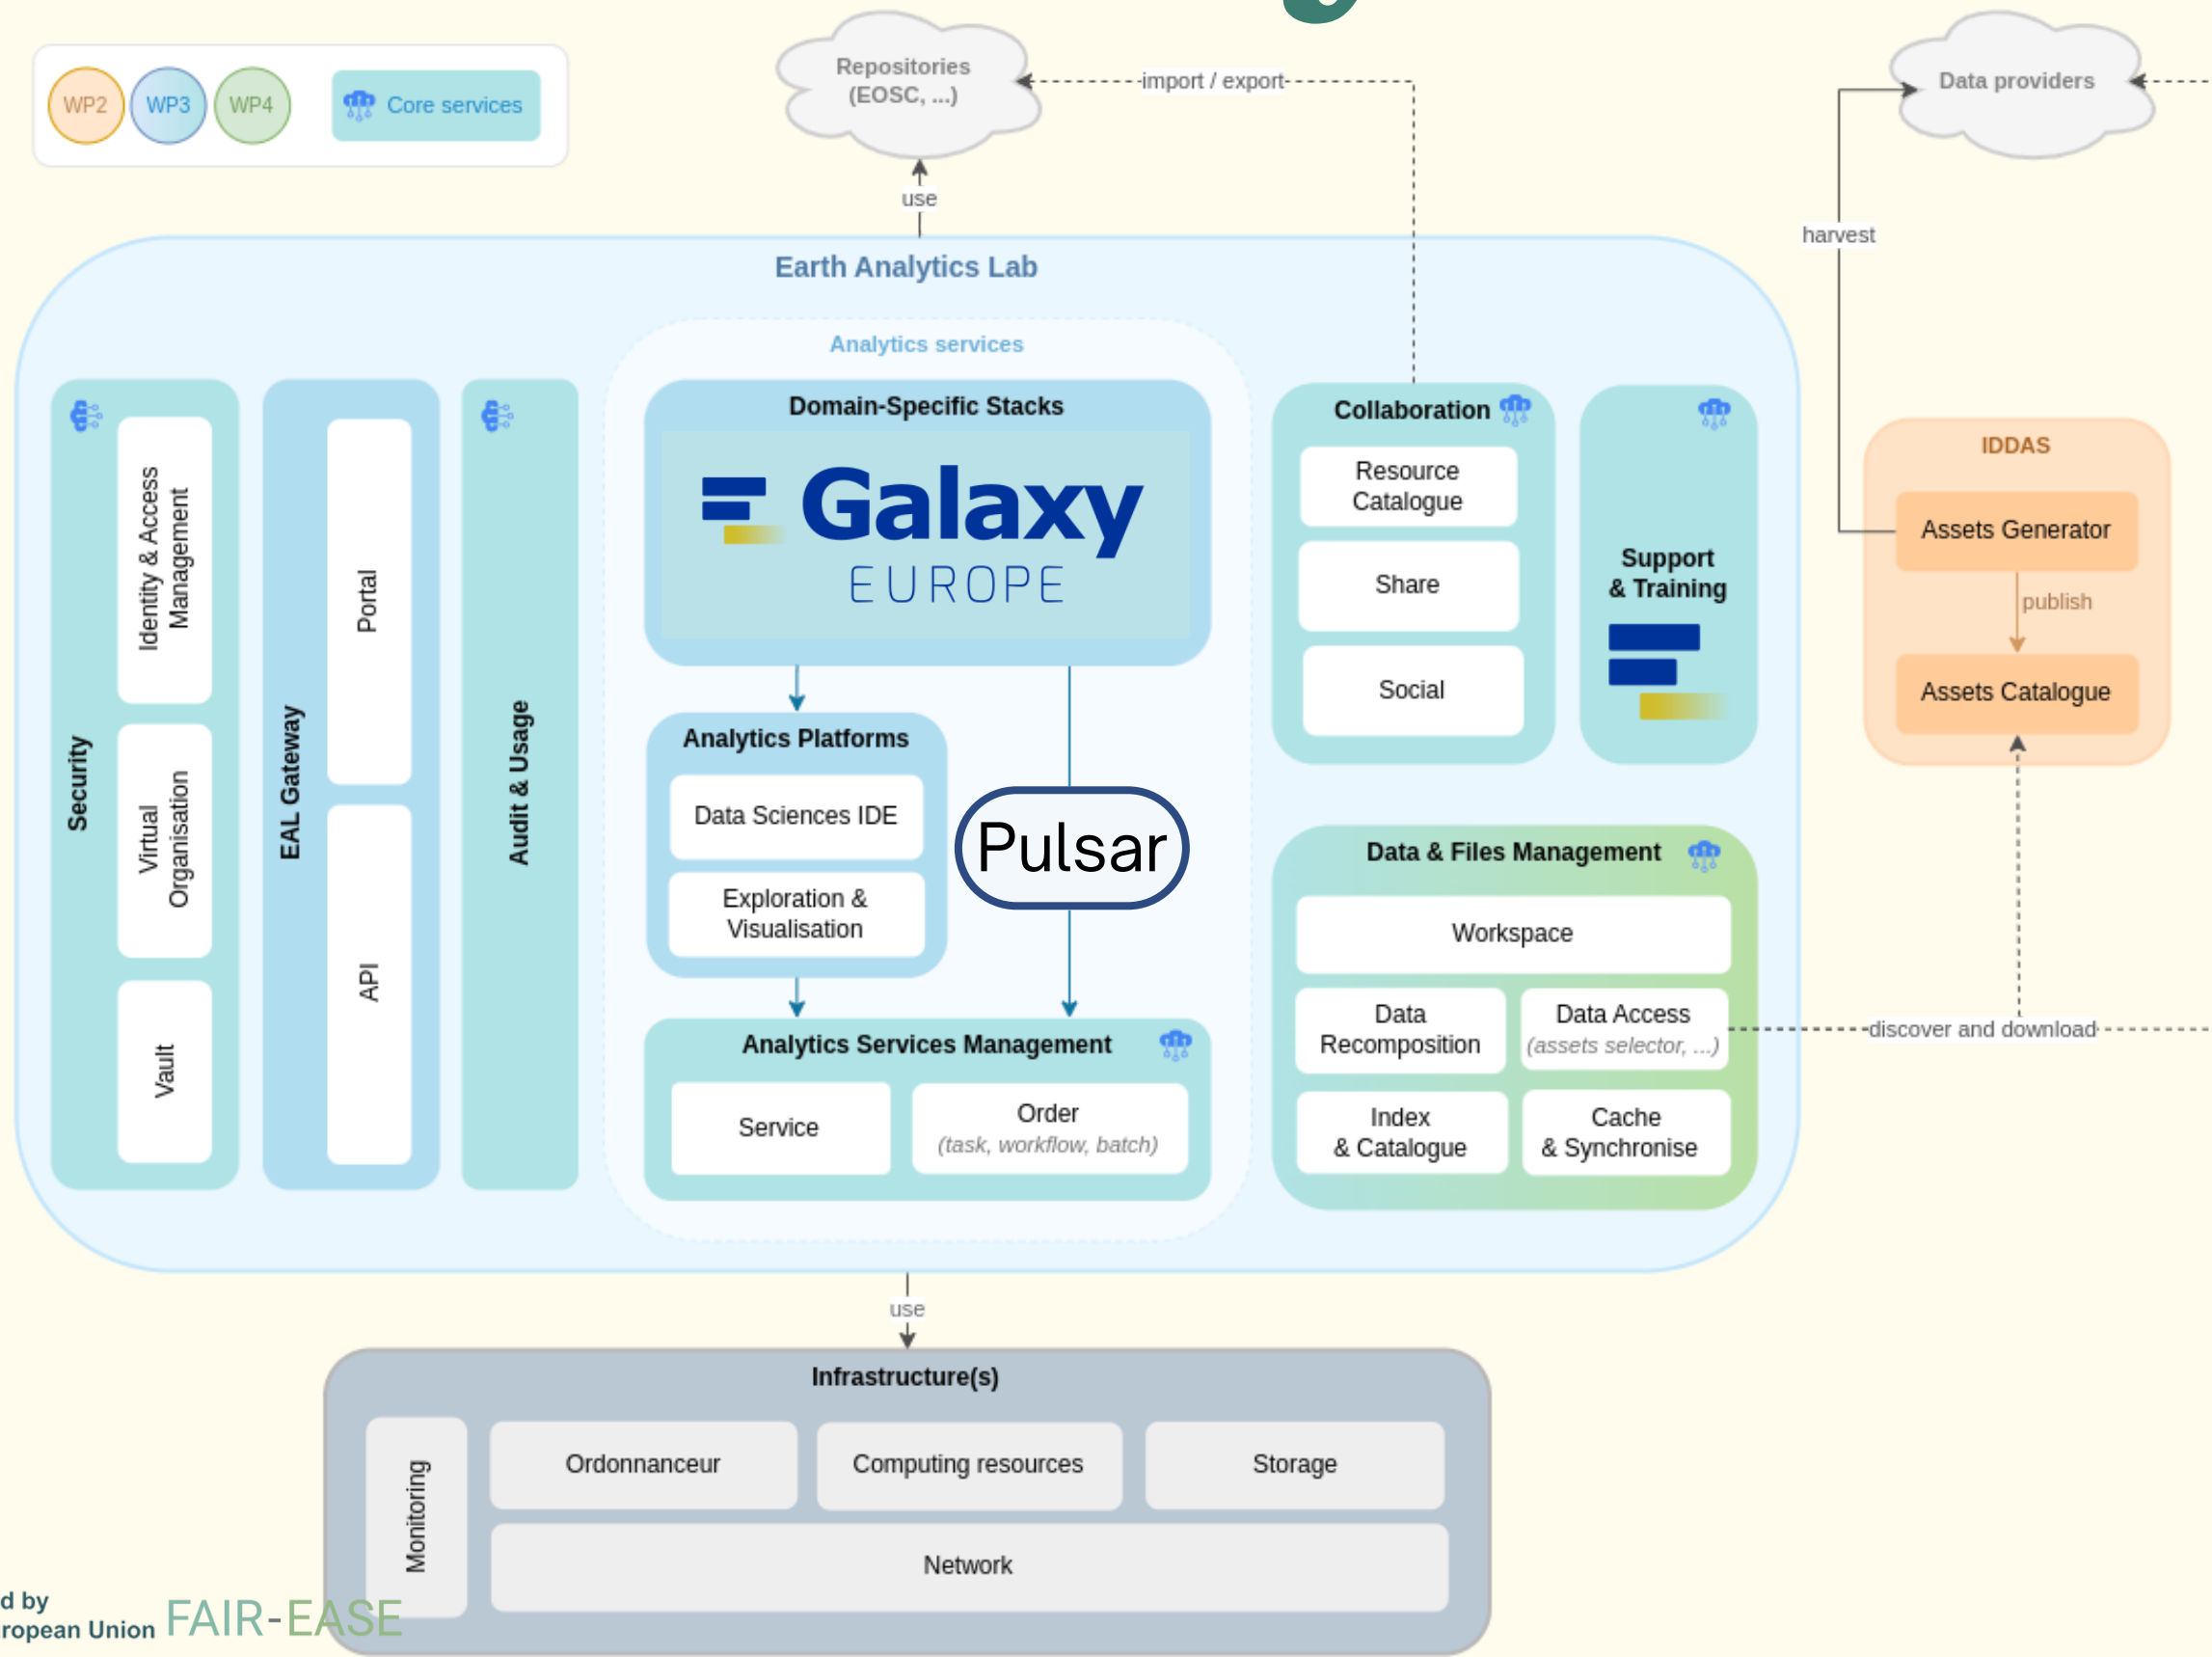 WP2
WP3
WP4
Core services
Repositories
(EOSC, ...)
import / export
Data providers
use
harvest
Earth Analytics Lab
Analytics services
Security
Identity & Access
Management
Virtual
Organisation
Vault
EAL Gateway
Portal
API
Audit & Usage
Domain-Specific Stacks
Galaxy
EUROPE
Analytics Platforms
Data Sciences IDE
Exploration &
Visualisation
Pulsar
Analytics Services Management
Service
Order
(task, workflow, batch)
Collaboration
Resource
Catalogue
Share
Social
Support
& Training
Data & Files Management
Workspace
Data
Recomposition
Data Access
(assets selector, ...)
Index
& Catalogue
Cache
& Synchronise
IDDAS
Assets Generator
publish
Assets Catalogue
discover and download
use
Infrastructure(s)
Monitoring
Ordonnanceur
Computing resources
Storage
Network
d by
ropean Union
FAIR-EASE